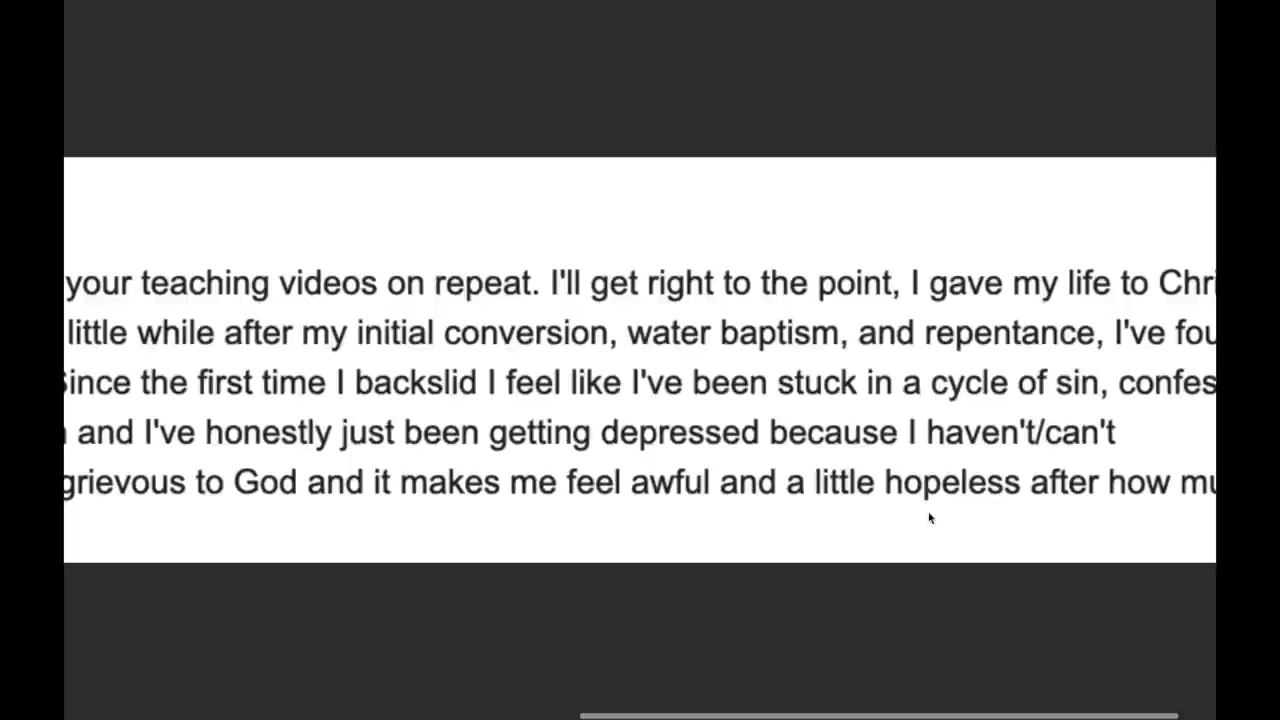 your teaching videos on repeat. I'll get right to the point, I gave my life to
little while after my initial conversion, water baptism, and repentance, I've
Since the first time I backslid I feel like I've been stuck in a cycle of sin,
and I've honestly just been getting depressed because I haven't/can't
grievous to God and it makes me feel awful and a little hopeless after how